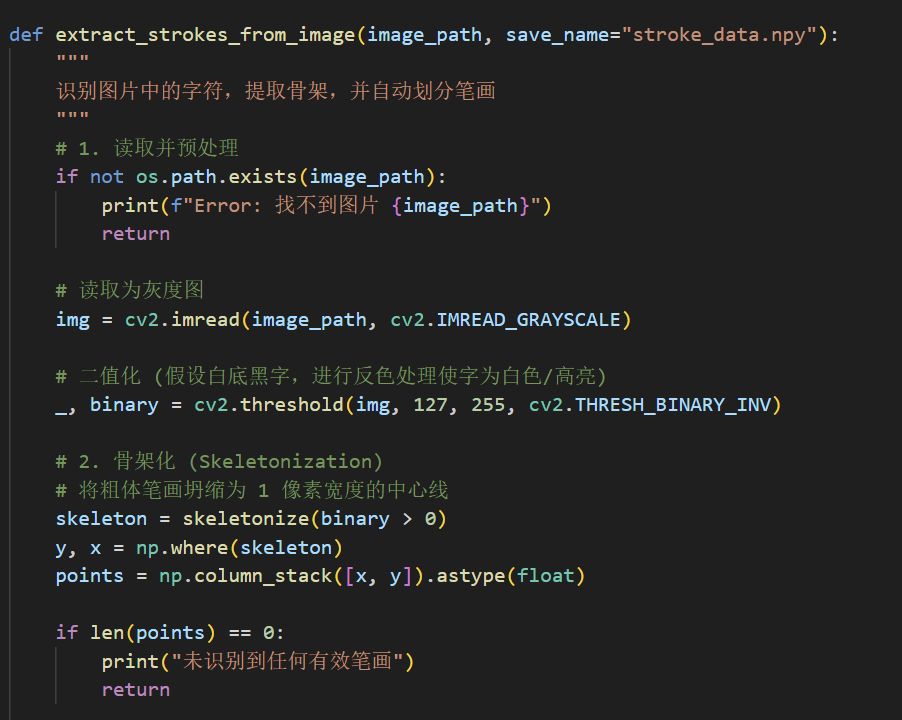 def extract_strokes_from_image(image_path, save_name="stroke_data.npy"):
    """
    识别图片中的字符，提取骨架，并自动划分笔画
    """
    # 1. 读取并预处理
    if not os.path.exists(image_path):
        print(f"Error: 找不到图片 {image_path}")
        return
    # 读取为灰度图
    img = cv2.imread(image_path, cv2.IMREAD_GRAYSCALE)
    # 二值化 (假设白底黑字，进行反色处理使字为白色/高亮)
    _, binary = cv2.threshold(img, 127, 255, cv2.THRESH_BINARY_INV)
    # 2. 骨架化 (Skeletonization)
    # 将粗体笔画坍缩为 1 像素宽度的中心线
    skeleton = skeletonize(binary > 0)
    y, x = np.where(skeleton)
    points = np.column_stack([x, y]).astype(float)
    if len(points) == 0:
        print("未识别到任何有效笔画")
        return